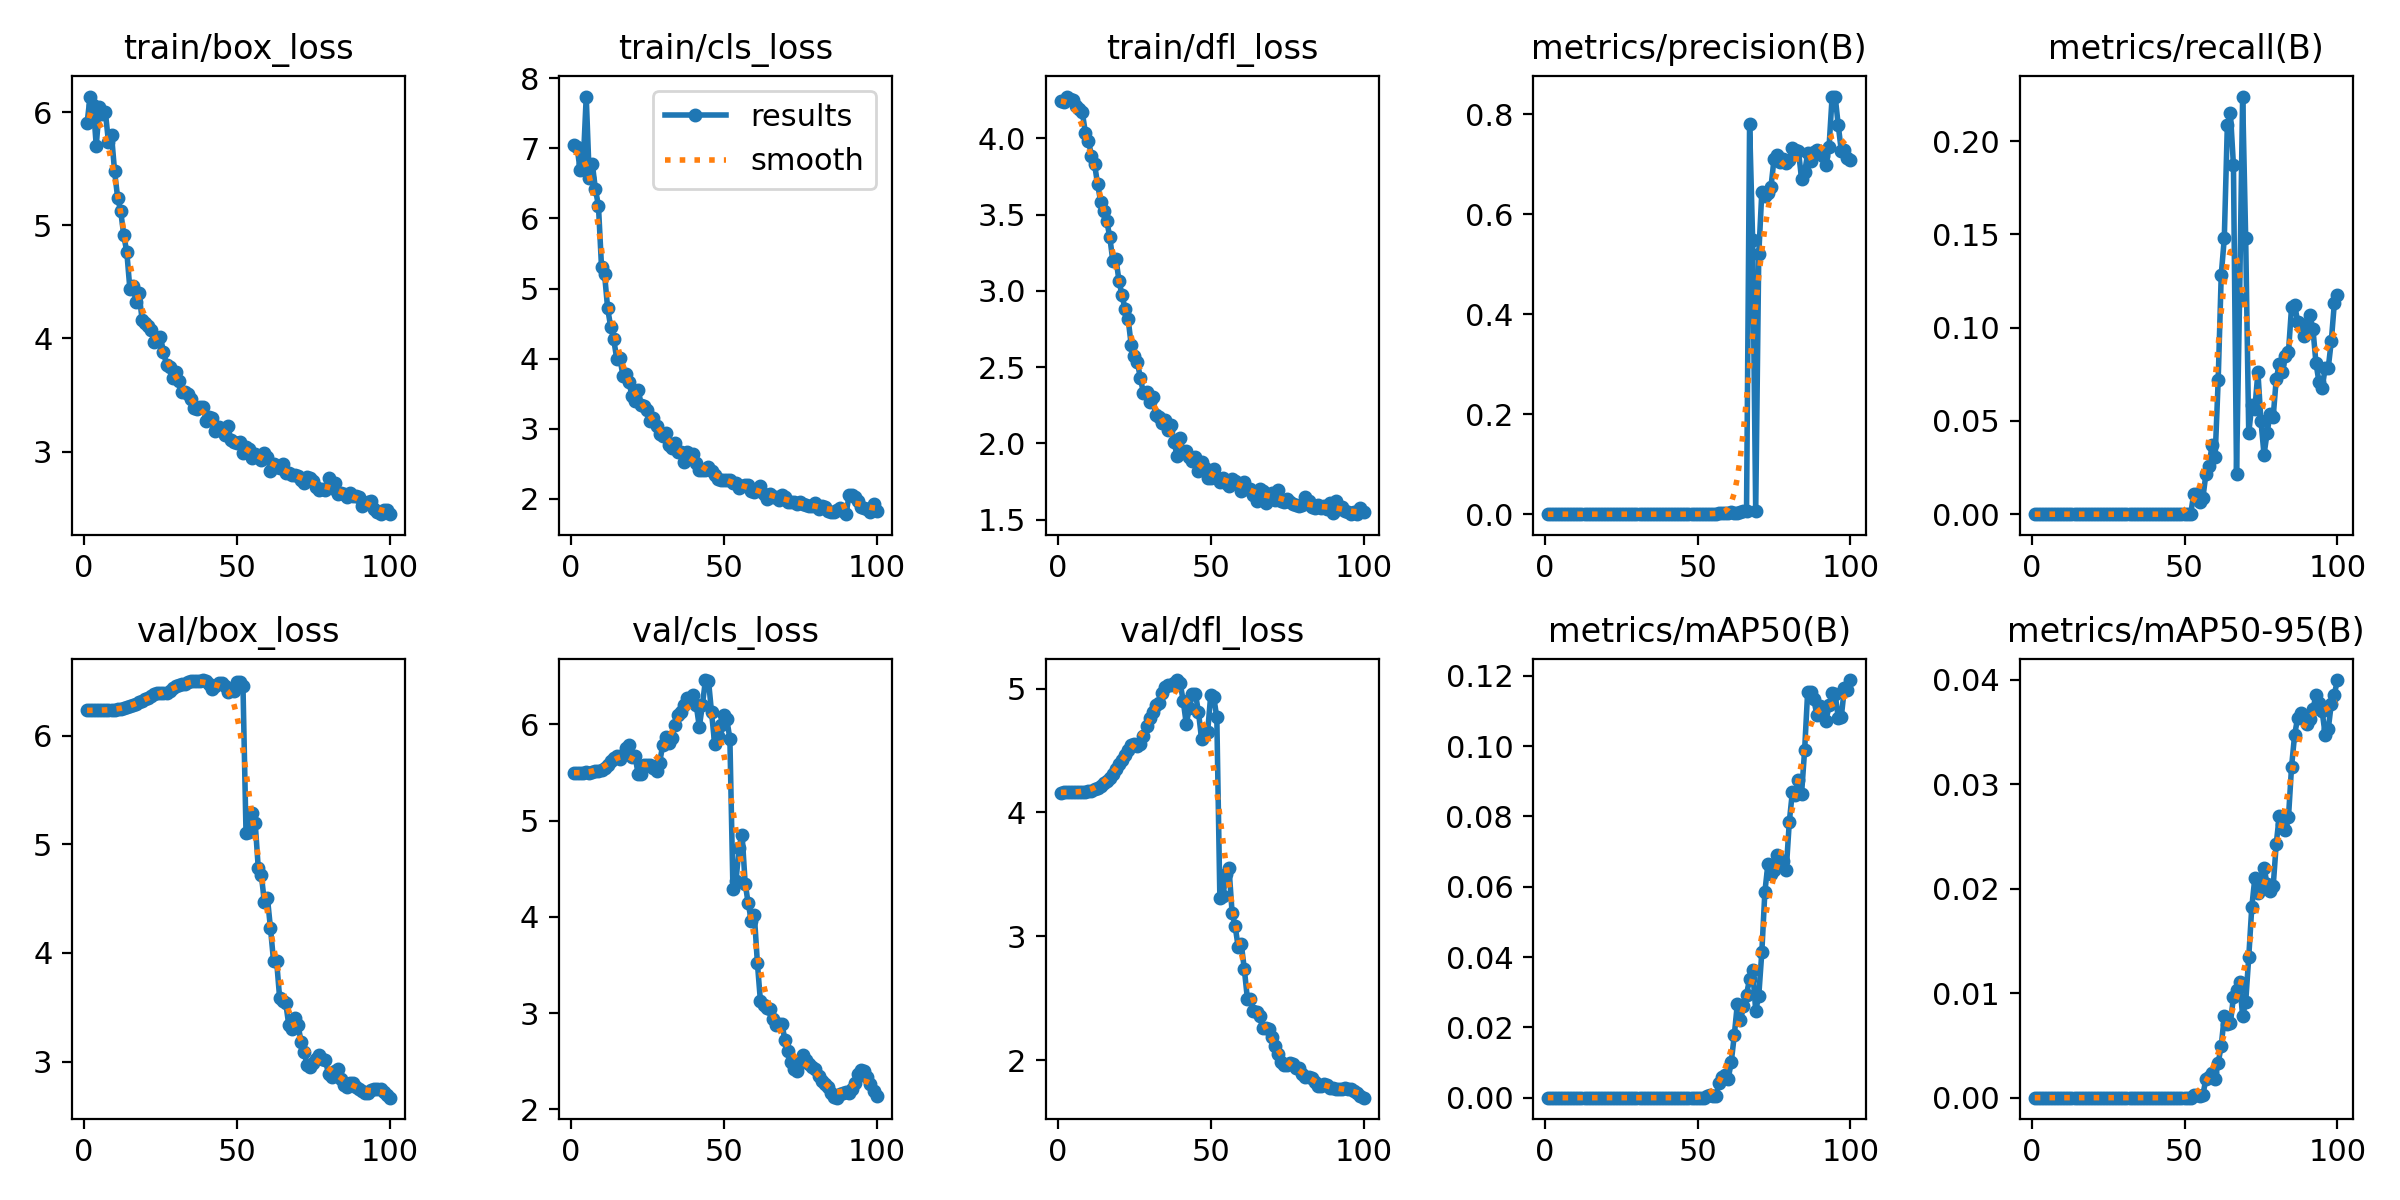 train/box_loss
train/cls_loss
train/dfl_loss
metrics/precision(B)
metrics/recall(B)
6
5
4
3
0 50 100
8
7
6
5
4
3
2
results
smooth
0 50 100
4.0
3.5
3.0
2.5
2.0
1.5
0 50 100
0.8
0.6
0.4
0.2
0.0
0 50 100
0.20
0.15
0.10
0.05
0.00
0 50 100
val/box_loss
val/cls_loss
val/dfl_loss
metrics/mAP50(B)
metrics/mAP50-95(B)
6
5
4
3
0 50 100
6
5
4
3
2
0 50 100
5
4
3
2
0 50 100
0.12
0.10
0.08
0.06
0.04
0.02
0.00
0 50 100
0.04
0.03
0.02
0.01
0.00
0 50 100